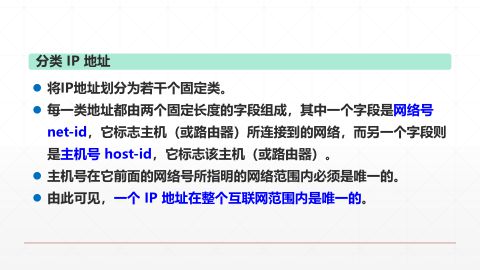 分类 IP 地址
将IP地址划分为若干个固定类。
每一类地址都由两个固定长度的字段组成，其中一个字段是网络号
net-id，它标志主机（或路由器）所连接到的网络，而另一个字段则
是主机号 host-id，它标志该主机（或路由器）。
主机号在它前面的网络号所指明的网络范围内必须是唯一的。
由此可见，一个 IP 地址在整个互联网范围内是唯一的。